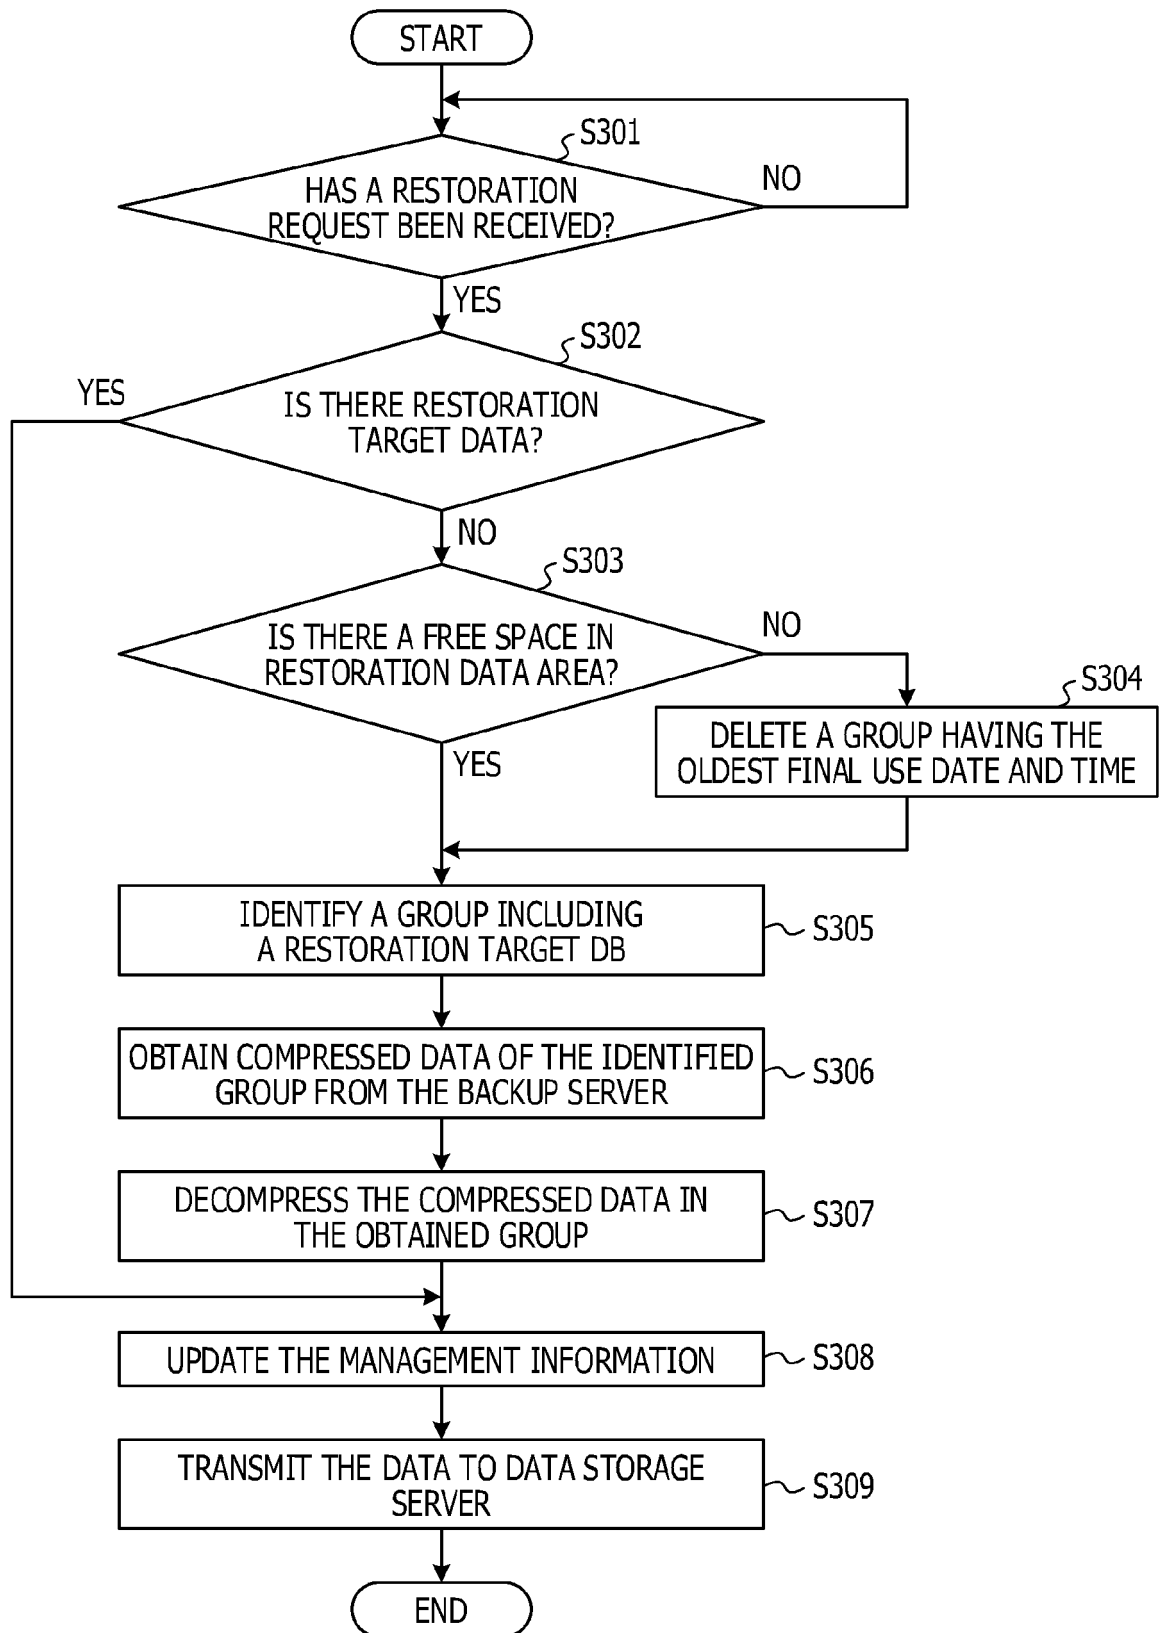 START
S301
HAS A RESTORATION
REQUEST BEEN RECEIVED?
NO
YES
S302
YES
IS THERE RESTORATION
TARGET DATA?
NO
S303
IS THERE A FREE SPACE IN
RESTORATION DATA AREA?
NO
S304
DELETE A GROUP HAVING THE
OLDEST FINAL USE DATE AND TIME
YES
IDENTIFY A GROUP INCLUDING
A RESTORATION TARGET DB
S305
OBTAIN COMPRESSED DATA OF THE IDENTIFIED
GROUP FROM THE BACKUP SERVER
S306
DECOMPRESS THE COMPRESSED DATA IN
THE OBTAINED GROUP
S307
UPDATE THE MANAGEMENT INFORMATION
S308
TRANSMIT THE DATA TO DATA STORAGE
SERVER
S309
END